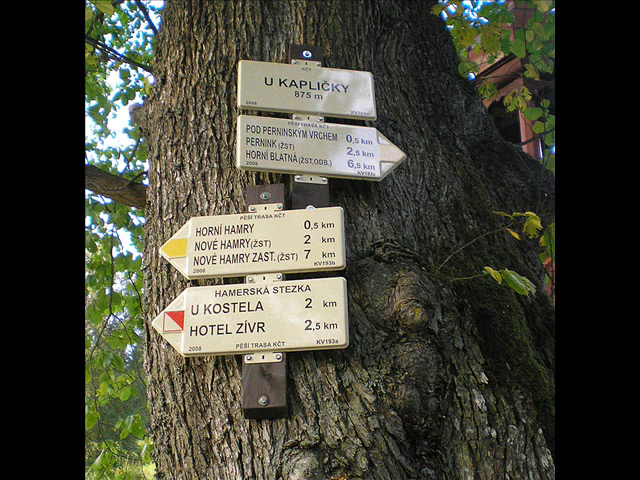 KČT
U KAPLIČKY
875 m
2008 KV193n
PĚŠÍ TRASA KČT
POD PERNINSKÝM VRCHEM 0,5 km
PERNINK (ŽST) 2,5 km
HORNÍ BLATNÁ (ŽST.ODB.) 6,5 km
2008
PĚŠÍ TRASA KČT
HORNÍ HAMRY 0,5 km
NOVÉ HAMRY(ŽST) 2 km
NOVÉ HAMRY ZAST.(ŽST) 7 km
2008 KV193b
HAMERSKÁ STEZKA
U KOSTELA 2 km
HOTEL ZÍVR 2,5 km
2008 PĚŠÍ TRASA KČT KV193a